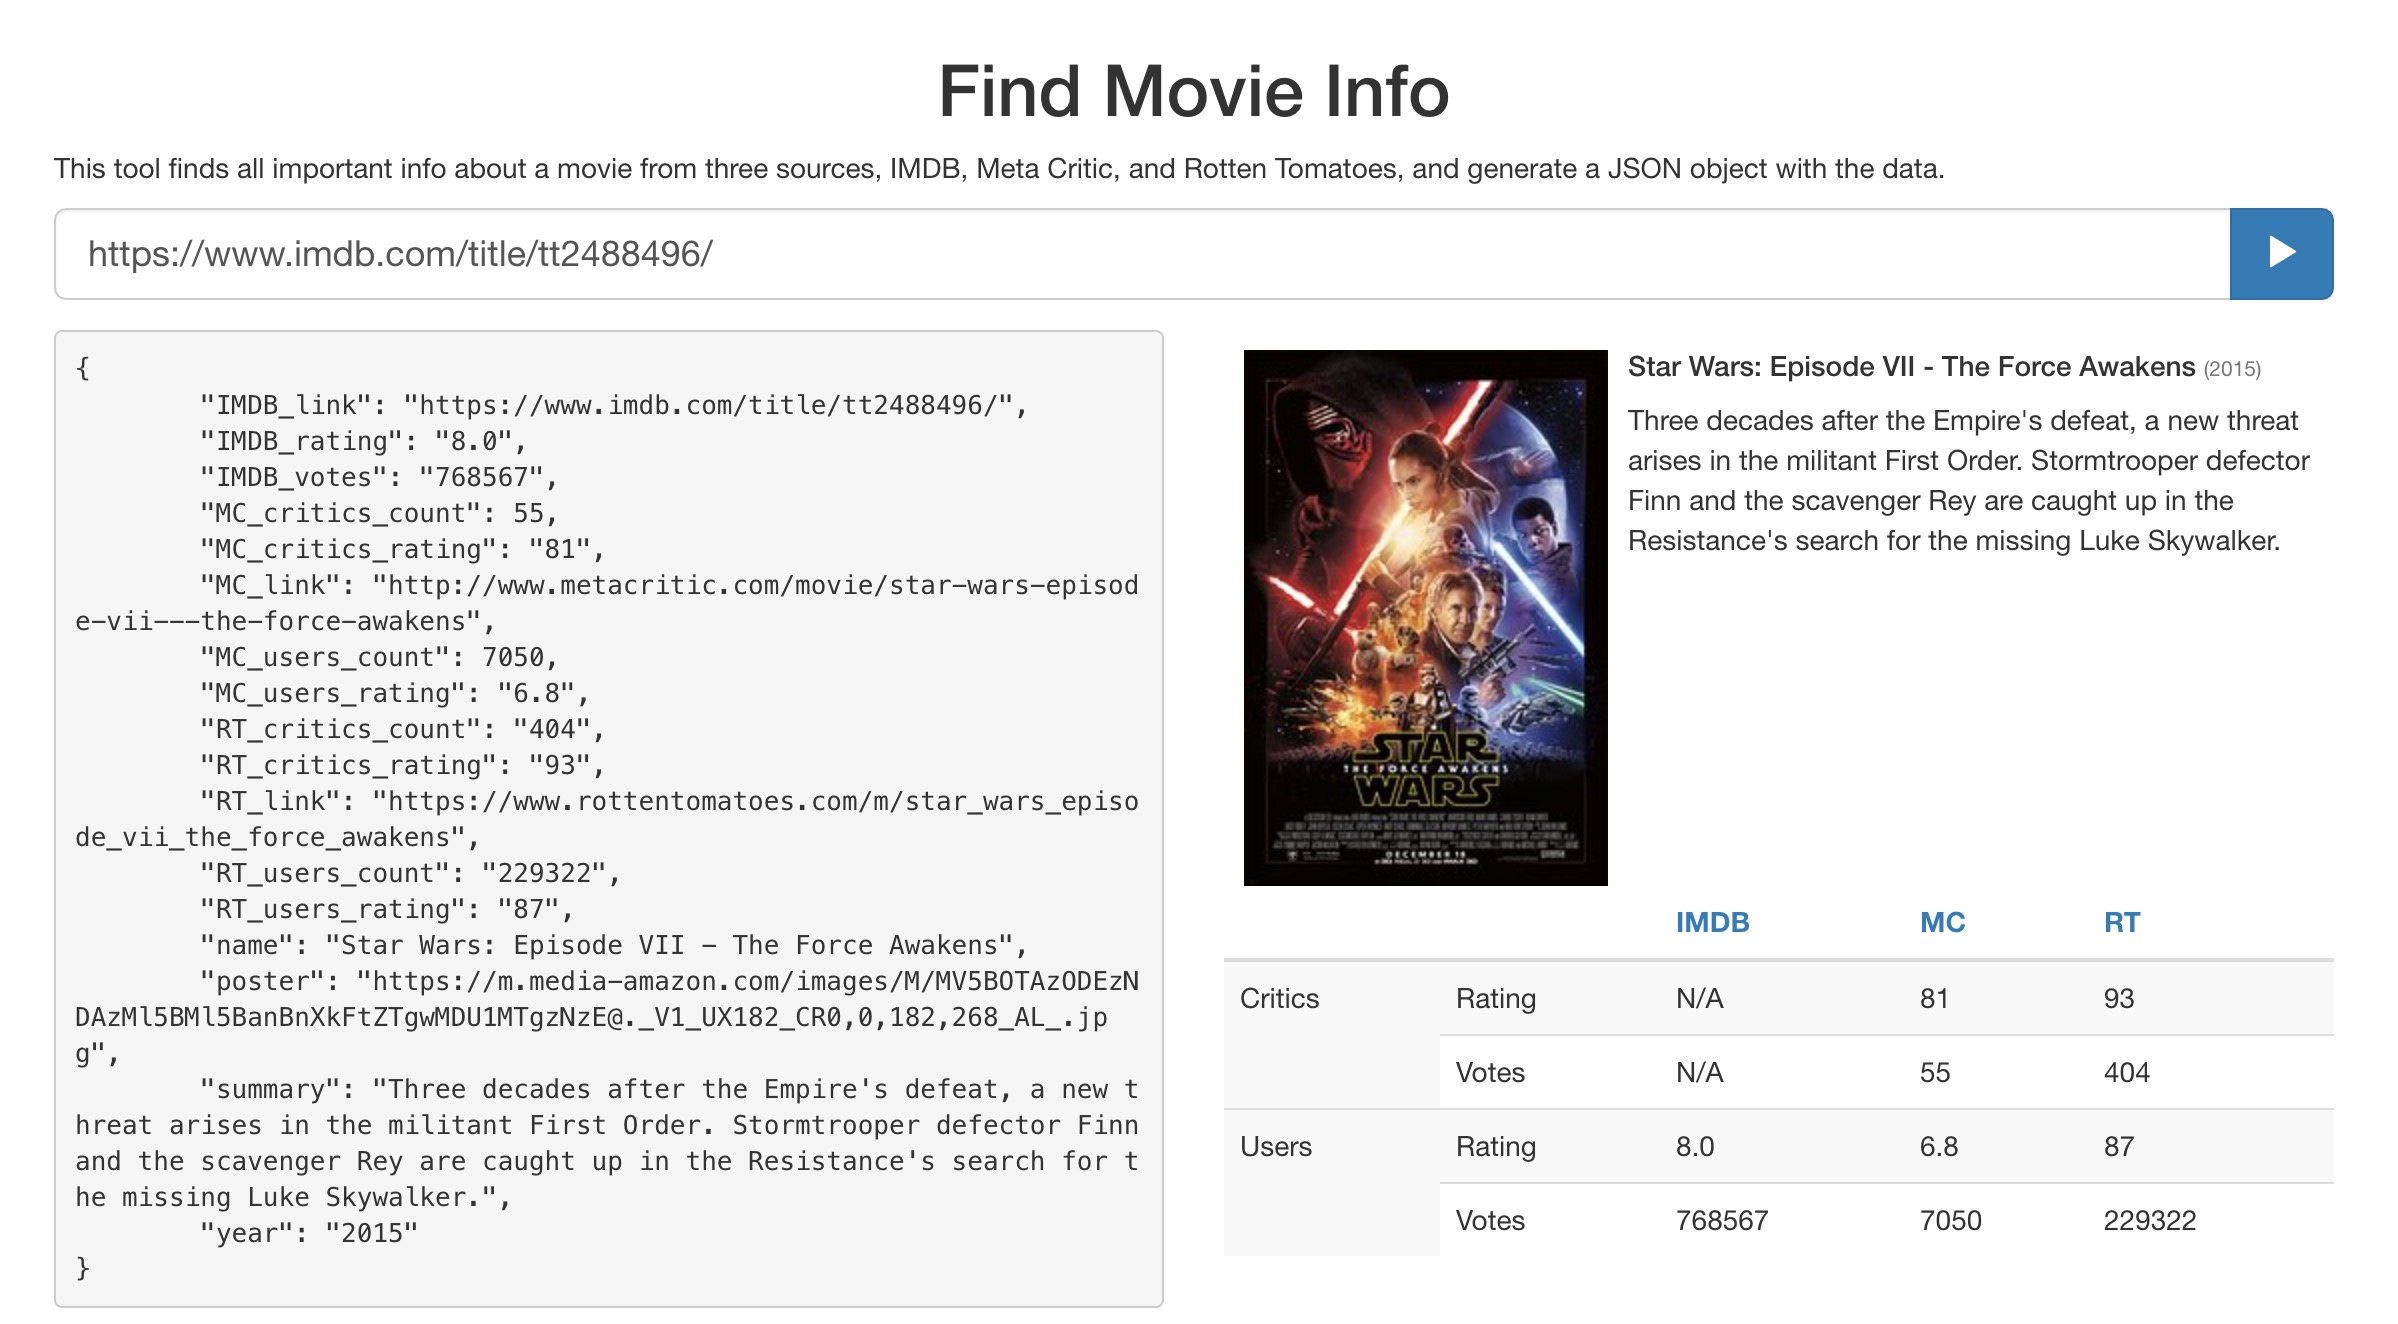 Find Movie Info
This tool finds all important info about a movie from three sources, IMDB, Meta Critic, and Rotten Tomatoes, and generate a JSON object with the data.
https://www.imdb.com/title/tt2488496/
{
"IMDB_link": "https://www.imdb.com/title/tt2488496/",
"IMDB_rating": "8.0",
"IMDB_votes": "768567",
"MC_critics_count": 55,
"MC_critics_rating": "81",
"MC_link": "http://www.metacritic.com/movie/star-wars-episod
e-vii---the-force-awakens",
"MC_users_count": 7050,
"MC_users_rating": "6.8",
"RT_critics_count": "404",
"RT_critics_rating": "93",
"RT_link": "https://www.rottentomatoes.com/m/star_wars_episo
de_vii_the_force_awakens",
"RT_users_count": "229322",
"RT_users_rating": "87",
"name": "Star Wars: Episode VII - The Force Awakens",
"poster": "https://m.media-amazon.com/images/M/MV5BOTAzODEzN
DAzMl5BMl5BanBnXkFtZTgwMDU1MTgzNzE@._V1_UX182_CR0,0,182,268_AL_.jp
g",
"summary": "Three decades after the Empire's defeat, a new t
hreat arises in the militant First Order. Stormtrooper defector Finn
and the scavenger Rey are caught up in the Resistance's search for t
he missing Luke Skywalker.",
"year": "2015"
}
STAR
THE FORCE AWAKENS
WARS
DECEMBER 18
Star Wars: Episode VII - The Force Awakens (2015)
Three decades after the Empire's defeat, a new threat
arises in the militant First Order. Stormtrooper defector
Finn and the scavenger Rey are caught up in the
Resistance's search for the missing Luke Skywalker.
IMDB MC RT
Critics Rating N/A 81 93
Votes N/A 55 404
Users Rating 8.0 6.8 87
Votes 768567 7050 229322